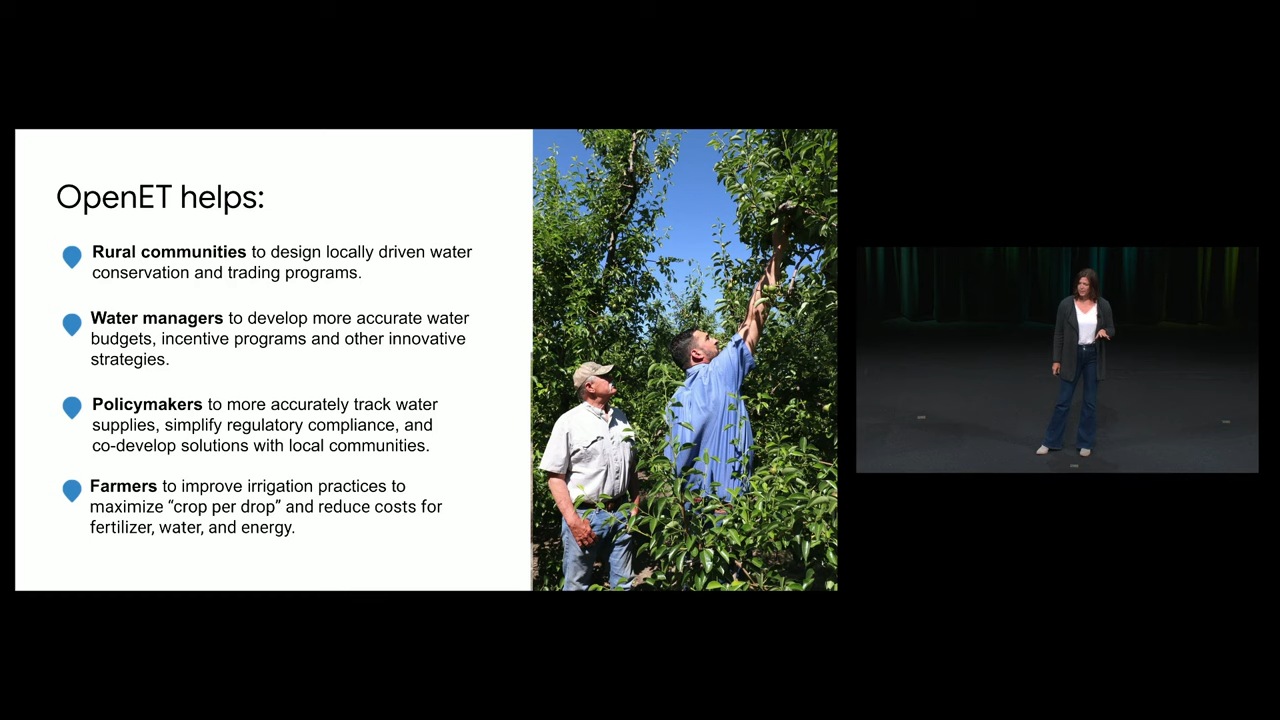 OpenET helps:
Rural communities to design locally driven water
conservation and trading programs.
Water managers to develop more accurate water
budgets, incentive programs and other innovative
strategies.
Policymakers to more accurately track water
supplies, simplify regulatory compliance, and
co-develop solutions with local communities.
Farmers to improve irrigation practices to
maximize “crop per drop” and reduce costs for
fertilizer, water, and energy.